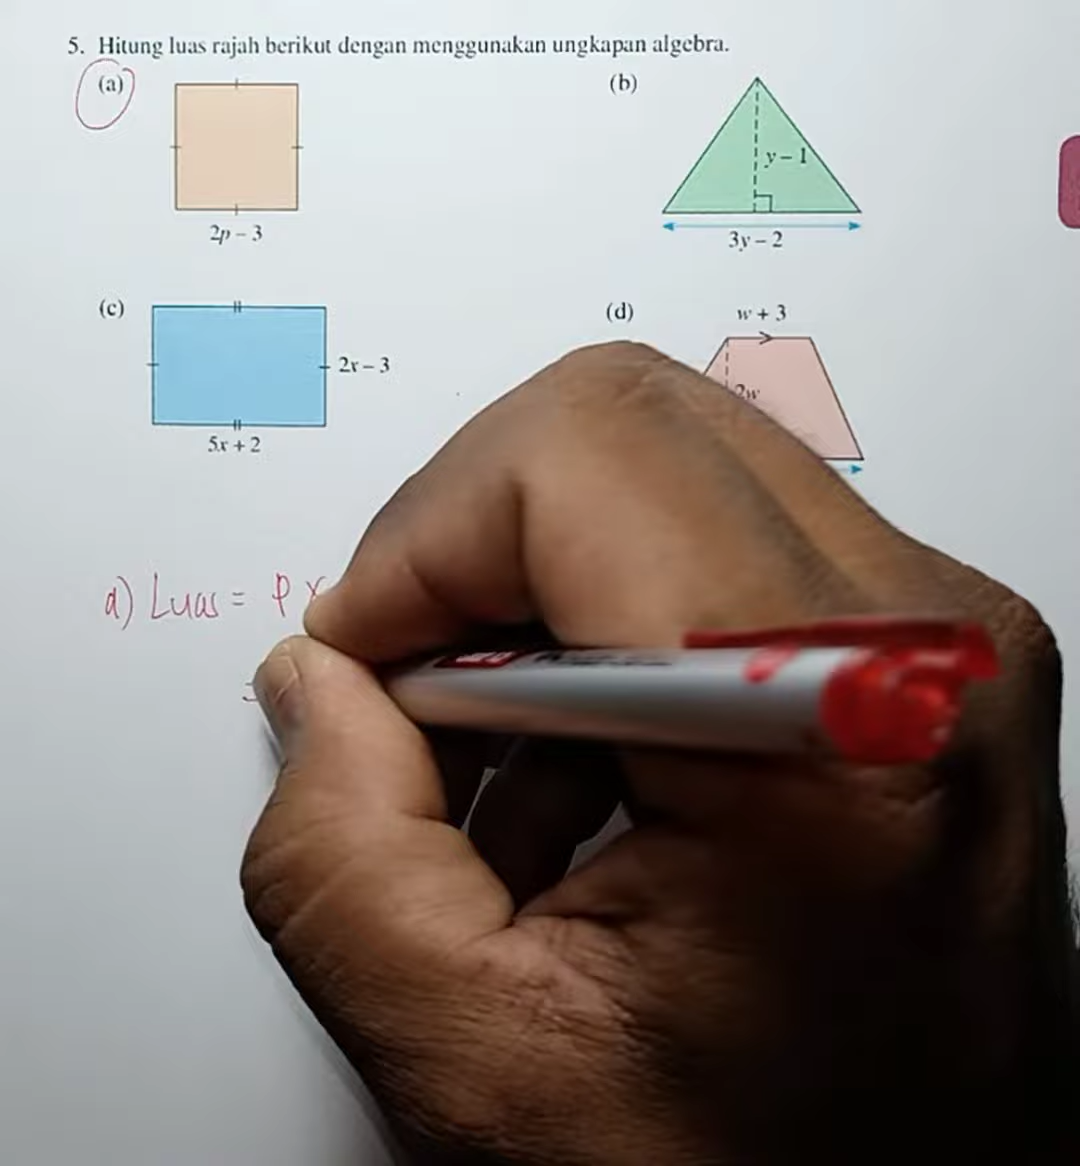 5. Hitung luas rajah berikut dengan menggunakan ungkapan algebra.
(a)
2p – 3
(b)
y – 1
3y – 2
(c)
2x – 3
5x + 2
(d)
w + 3
2w
a) Luas = P ×
=